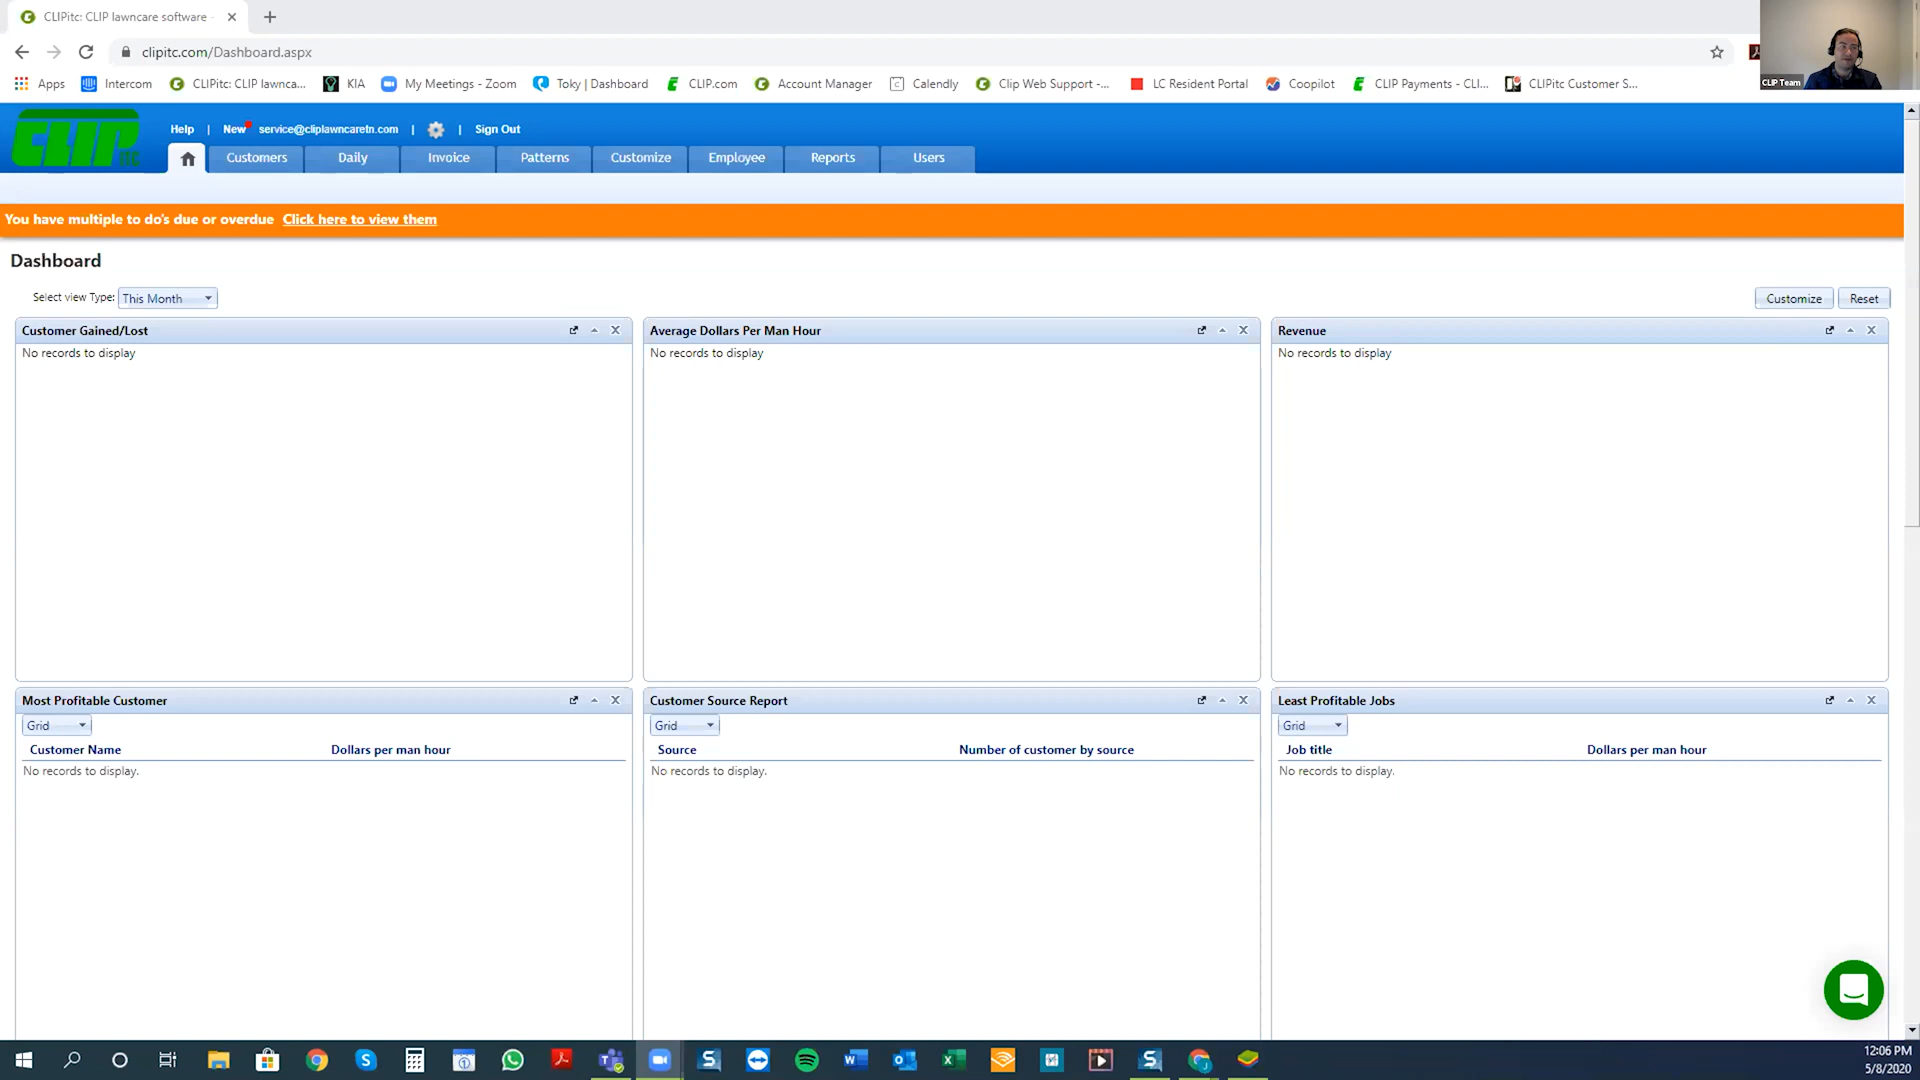 CLIPitc: CLIP lawncare software
clipitc.com/Dashboard.aspx
Apps Intercom CLIPitc: CLIP lawnca... KIA My Meetings - Zoom Toky | Dashboard CLIP.com Account Manager Calendly Clip Web Support -... LC Resident Portal Coopilot CLIP Payments - CLI... CLIPitc Customer S...
CLIP Team
CLIP itc
Help | New service@cliplawncaretn.com | | Sign Out
Customers Daily Invoice Patterns Customize Employee Reports Users
You have multiple to do's due or overdue Click here to view them
Dashboard
Select view Type: This Month Customize Reset
Customer Gained/Lost
No records to display
Average Dollars Per Man Hour
No records to display
Revenue
No records to display
Most Profitable Customer
Grid
Customer Name Dollars per man hour
No records to display.
Customer Source Report
Grid
Source Number of customer by source
No records to display.
Least Profitable Jobs
Grid
Job title Dollars per man hour
No records to display.
12:06 PM
5/8/2020